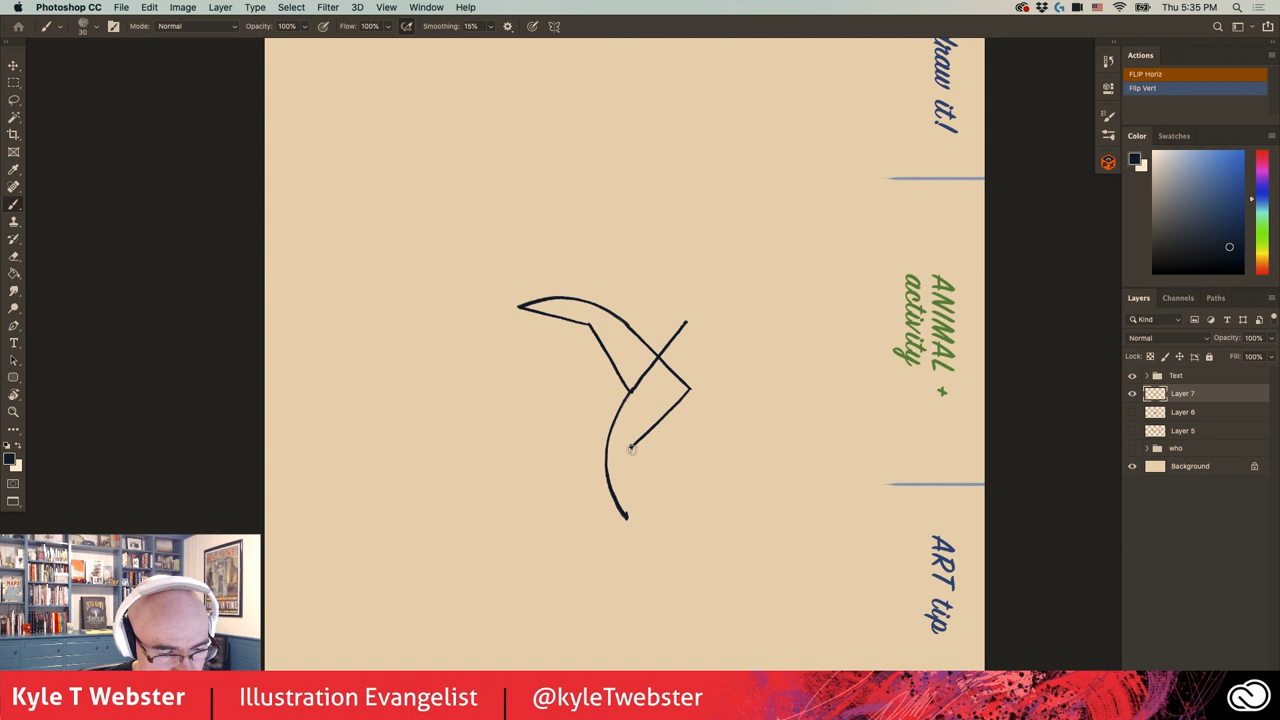 Photoshop CC File Edit Image Layer Type Select Filter 3D View Window Help Thu 5:35 PM
30 Mode: Normal Opacity: 100% Flow: 100% Smoothing: 15%
Actions
FLIP Horiz
Flip Vert
Color Swatches
Layers Channels Paths
Kind
Normal Opacity: 100%
Lock: Fill: 100%
Text
Layer 7
Layer 6
Layer 5
who
Background
draw it!
ANIMAL +
activity
ART tip
Kyle T Webster | Illustration Evangelist | @kyleTwebster